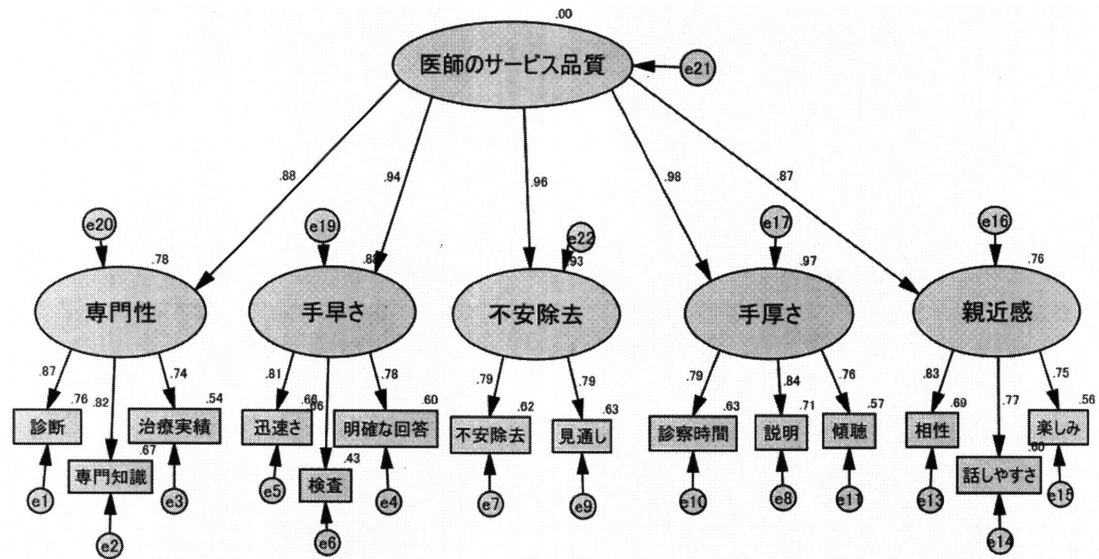 .00
医師のサービス品質
e21
.88
.94
.96
.98
.87
e20
e19
e22
e17
e16
.78
.93
.97
.76
専門性
手早さ
不安除去
手厚さ
親近感
.87
.82
.74
.81
.66
.78
.79
.79
.79
.84
.76
.83
.77
.75
.76
.54
.66
.60
.62
.63
.63
.71
.57
.69
.56
診断
治療実績
迅速さ
明確な回答
不安除去
見通し
診察時間
説明
傾聴
相性
楽しみ
.67
.43
.60
専門知識
検査
話しやすさ
e1
e3
e5
e4
e7
e9
e10
e8
e11
e13
e15
e2
e6
e14